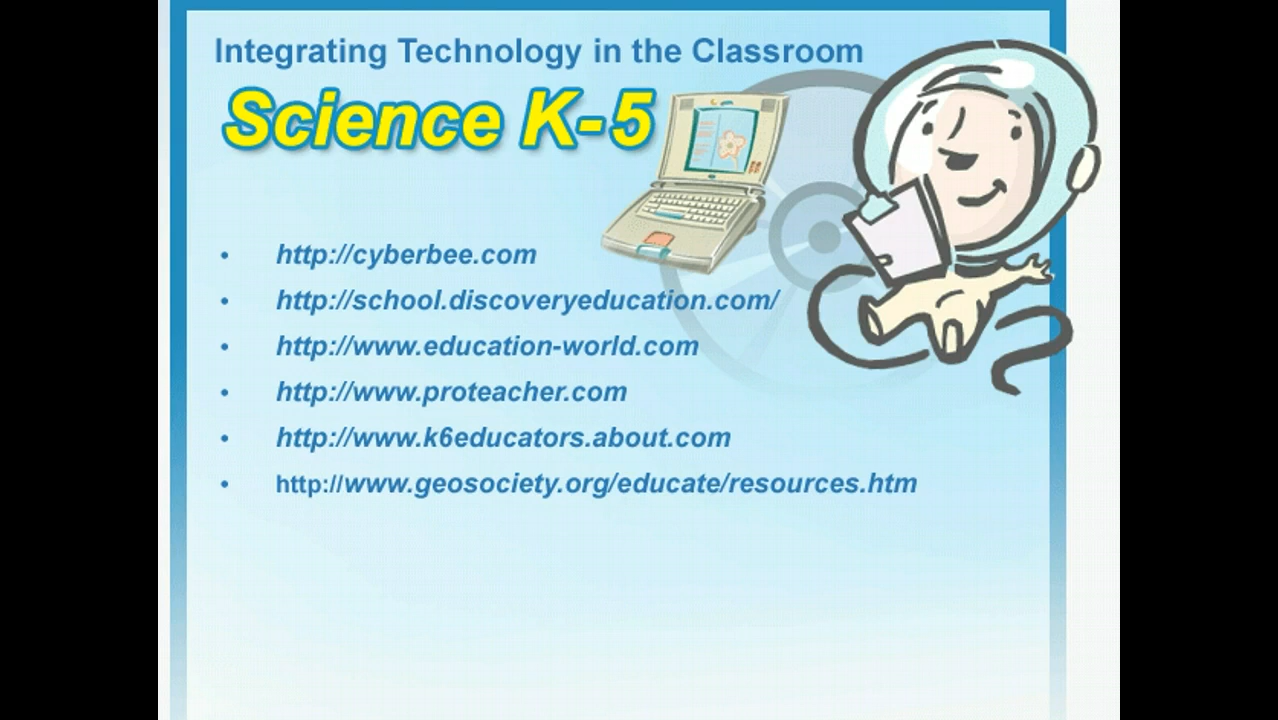 Integrating Technology in the Classroom
Science K-5
• http://cyberbee.com
• http://school.discoveryeducation.com/
• http://www.education-world.com
• http://www.proteacher.com
• http://www.k6educators.about.com
• http://www.geosociety.org/educate/resources.htm